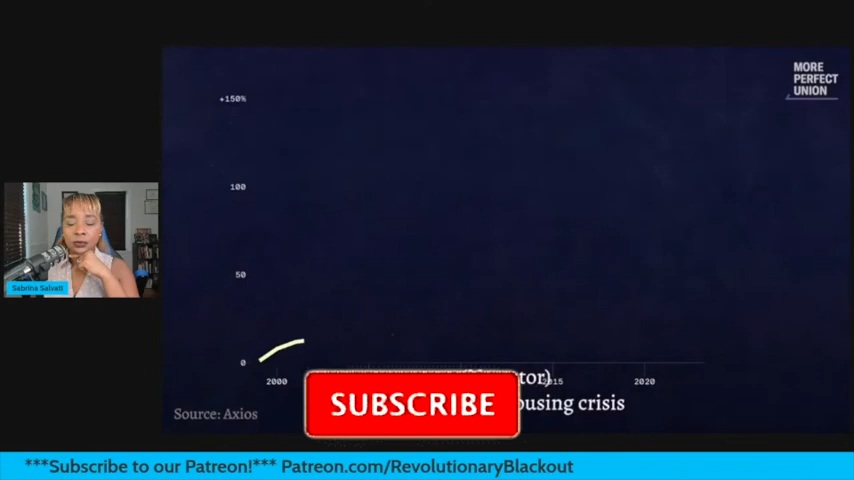 MORE
PERFECT
UNION
+150%
100
50
0
2000
2015
2020
tor)
ousing crisis
Source: Axios
SUBSCRIBE
Sabrina Salvati
***Subscribe to our Patreon!*** Patreon.com/RevolutionaryBlackout